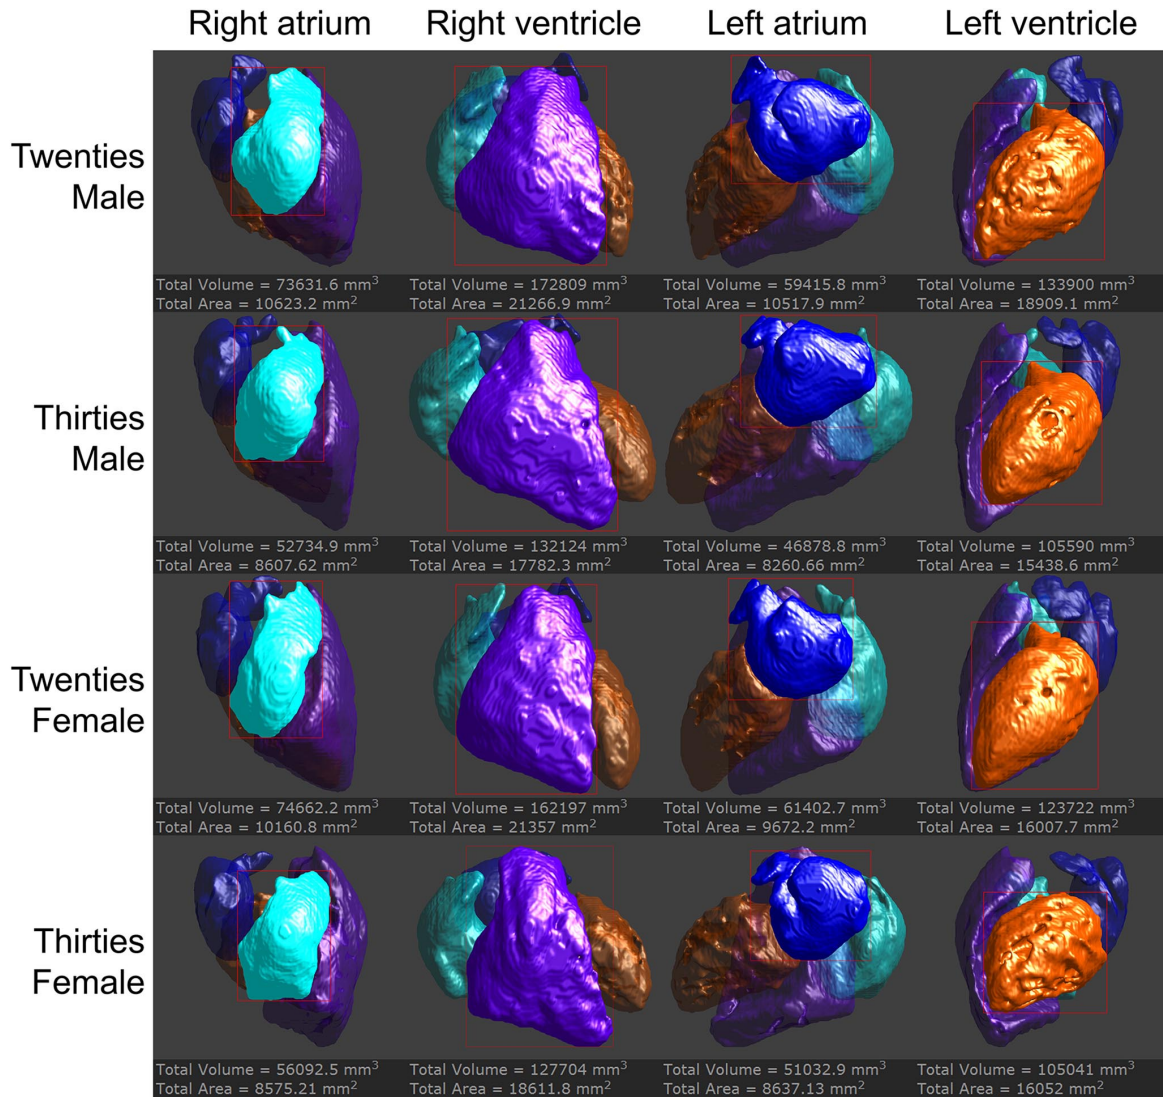 Right atrium Right ventricle Left atrium Left ventricle
Twenties
Male
Total Volume = 73631.6 mm³ Total Volume = 172809 mm³ Total Volume = 59415.8 mm³ Total Volume = 133900 mm³
Total Area = 10623.2 mm² Total Area = 21266.9 mm² Total Area = 10517.9 mm² Total Area = 18909.1 mm²
Thirties
Male
Total Volume = 52734.9 mm³ Total Volume = 132124 mm³ Total Volume = 46878.8 mm³ Total Volume = 105590 mm³
Total Area = 8607.62 mm² Total Area = 17782.3 mm² Total Area = 8260.66 mm² Total Area = 15438.6 mm²
Twenties
Female
Total Volume = 74662.2 mm³ Total Volume = 162197 mm³ Total Volume = 61402.7 mm³ Total Volume = 123722 mm³
Total Area = 10160.8 mm² Total Area = 21357 mm² Total Area = 9672.2 mm² Total Area = 16007.7 mm²
Thirties
Female
Total Volume = 56092.5 mm³ Total Volume = 127704 mm³ Total Volume = 51032.9 mm³ Total Volume = 105041 mm³
Total Area = 8575.21 mm² Total Area = 18611.8 mm² Total Area = 8637.13 mm² Total Area = 16052 mm²